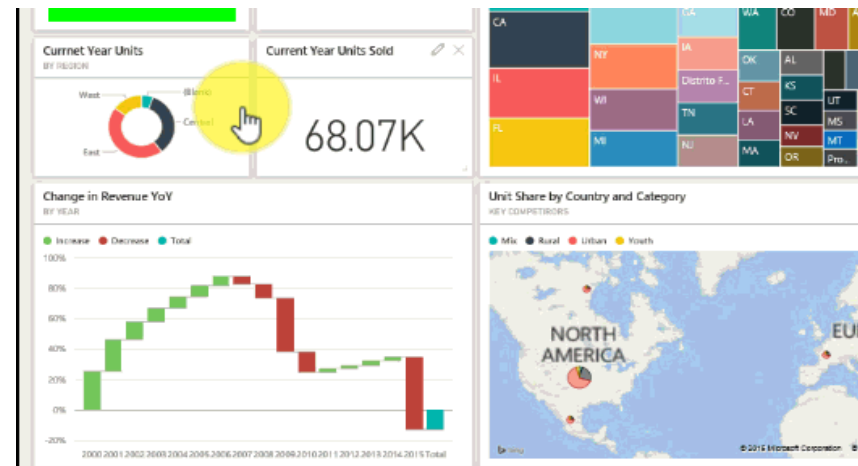 Currnet Year Units
BY REGION
West
(Blank)
Central
East
Current Year Units Sold
68.07K
CA
IL
FL
NY
WI
MI
GA
IA
Distrito F...
TN
NJ
WA
OK
CT
LA
MA
CO
AL
KS
SC
NV
OR
MD
UT
MS
MT
Pro...
Change in Revenue YoY
BY YEAR
Increase Decrease Total
100%
80%
60%
40%
20%
0%
-20%
2000 2001 2002 2003 2004 2005 2006 2007 2008 2009 2010 2011 2012 2013 2014 2015 Total
Unit Share by Country and Category
KEY COMPETIRORS
Mix Rural Urban Youth
NORTH
AMERICA
EU
© 2015 Microsoft Corporation